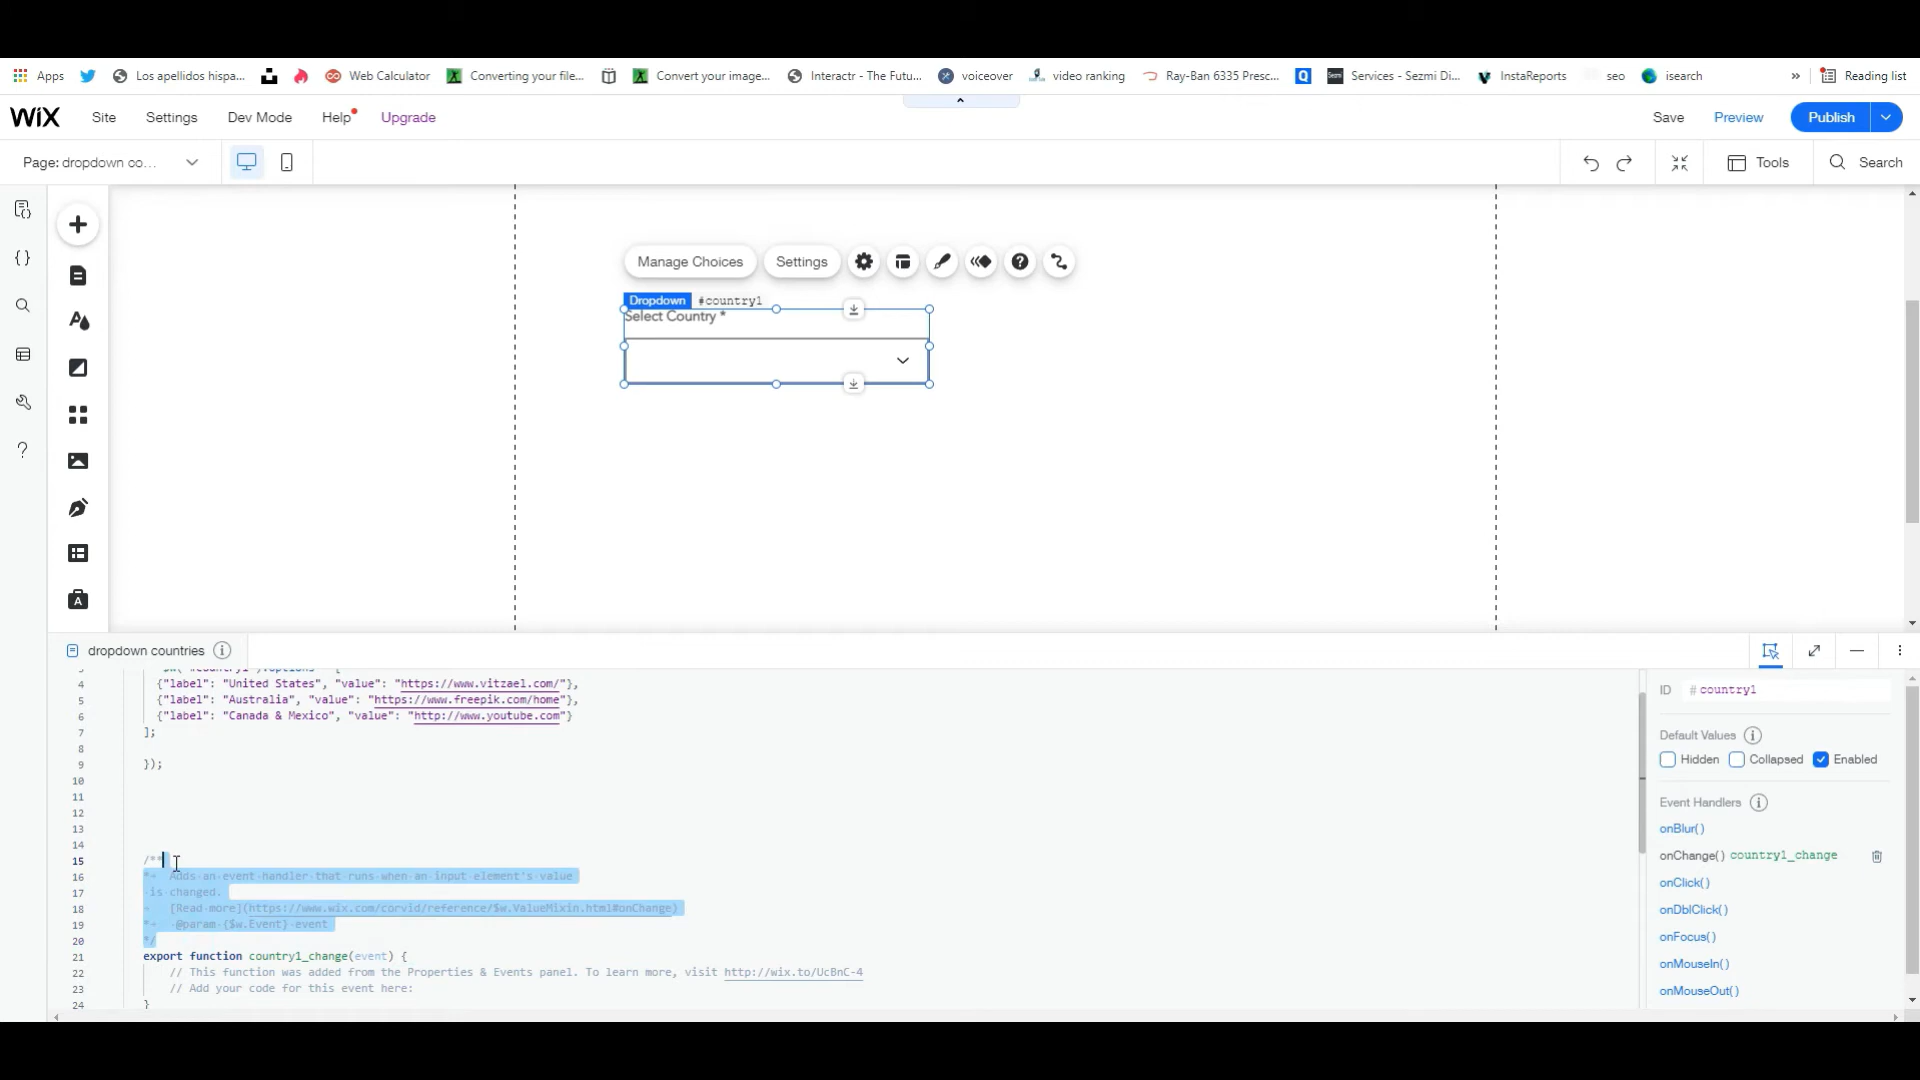 Apps
Los apellidos hispa...
Web Calculator
Converting your file...
Convert your image...
Interactr - The Futu...
voiceover
video ranking
Ray-Ban 6335 Presc...
Services - Sezmi Di...
InstaReports
seo
isearch
»
Reading list
WiX
Site
Settings
Dev Mode
Help
Upgrade
Save
Preview
Publish
Page: dropdown co...
Tools
Search
Manage Choices
Settings
Dropdown #country1
Select Country *
dropdown countries
4 {"label": "United States", "value": "https://www.vitzael.com/"},
5 {"label": "Australia", "value": "https://www.freepik.com/home"},
6 {"label": "Canada & Mexico", "value": "http://www.youtube.com"}
7 ];
8
9 });
10
11
12
13
14
15 /**
16 * Adds an event handler that runs when an input element's value
17 is changed.
18 [Read more](https://www.wix.com/corvid/reference/$w.ValueMixin.html#onChange)
19 * @param {$w.Event} event
20 */
21 export function country1_change(event) {
22 // This function was added from the Properties & Events panel. To learn more, visit http://wix.to/UcBnC-4
23 // Add your code for this event here:
24 }
ID # country1
Default Values
Hidden
Collapsed
Enabled
Event Handlers
onBlur()
onChange() country1_change
onClick()
onDblClick()
onFocus()
onMouseIn()
onMouseOut()